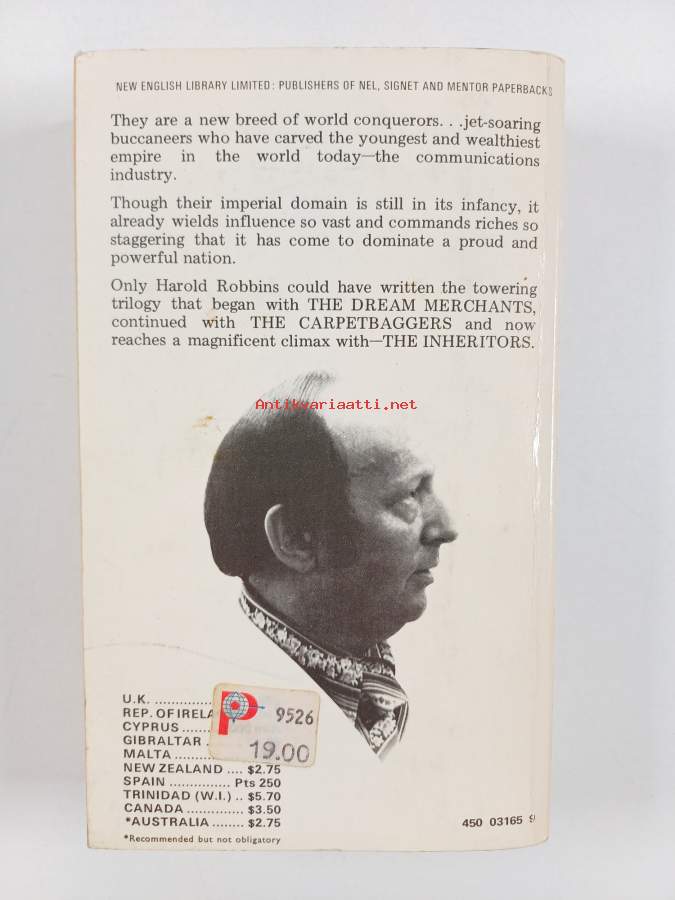 NEW ENGLISH LIBRARY LIMITED: PUBLISHERS OF NEL, SIGNET AND MENTOR PAPERBACKS
They are a new breed of world conquerors. . .jet-soaring
buccaneers who have carved the youngest and wealthiest
empire in the world today—the communications
industry.
Though their imperial domain is still in its infancy, it
already wields influence so vast and commands riches so
staggering that it has come to dominate a proud and
powerful nation.
Only Harold Robbins could have written the towering
trilogy that began with THE DREAM MERCHANTS,
continued with THE CARPETBAGGERS and now
reaches a magnificent climax with—THE INHERITORS.
Antikvariaatti.net
U.K. ................
REP. OF IRELA
CYPRUS ......
GIBRALTAR .
MALTA ..........
NEW ZEALAND .... $2.75
SPAIN ............... Pts 250
TRINIDAD (W.I.) .. $5.70
CANADA .............. $3.50
*AUSTRALIA ........ $2.75
*Recommended but not obligatory
P 9526
19.00
450 03165 9